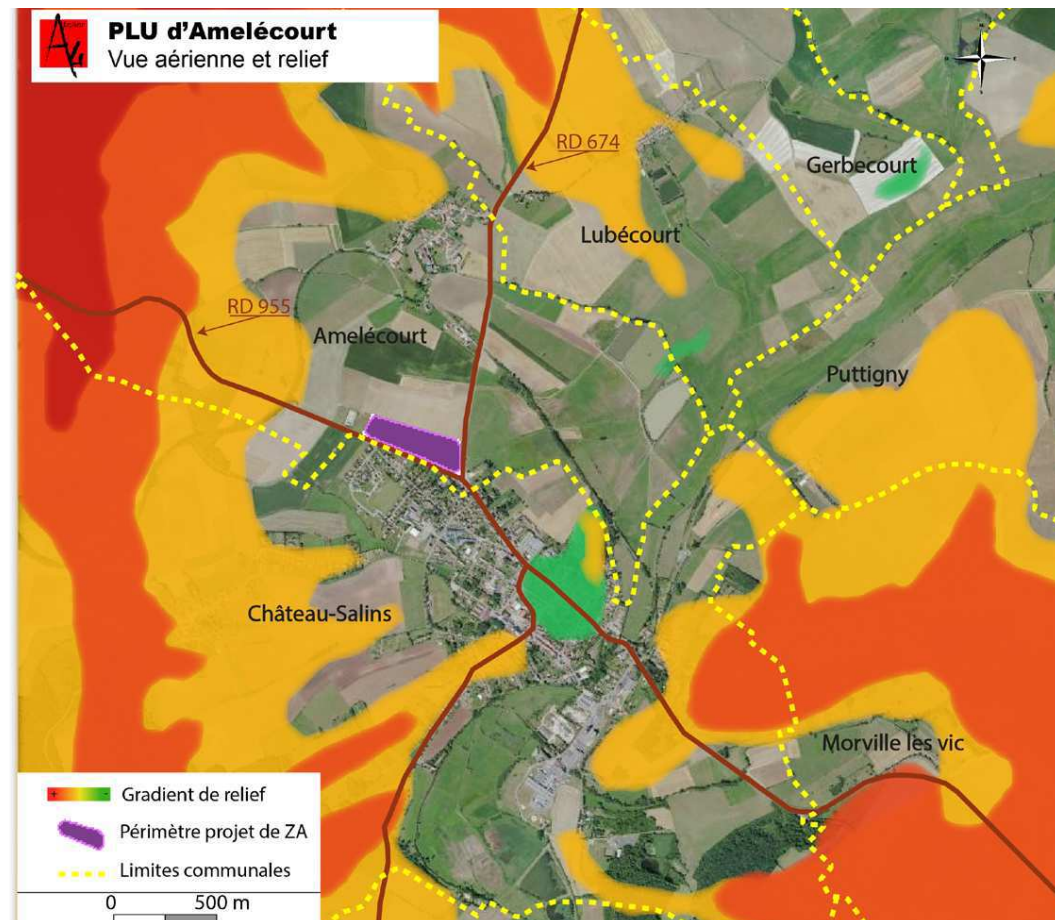 PLU d'Amelécourt
Vue aérienne et relief
RD 674
Gerbecourt
Lubécourt
RD 955
Amelécourt
Puttigny
Château-Salins
Morville les vic
+ - Gradient de relief
Périmètre projet de ZA
Limites communales
0 500 m